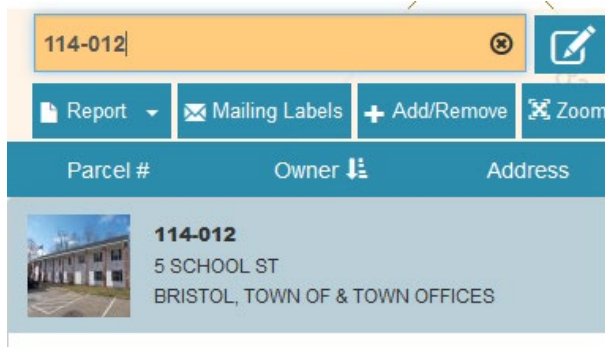 114-012
Report Mailing Labels Add/Remove Zoom
Parcel # Owner Address
114-012
5 SCHOOL ST
BRISTOL, TOWN OF & TOWN OFFICES